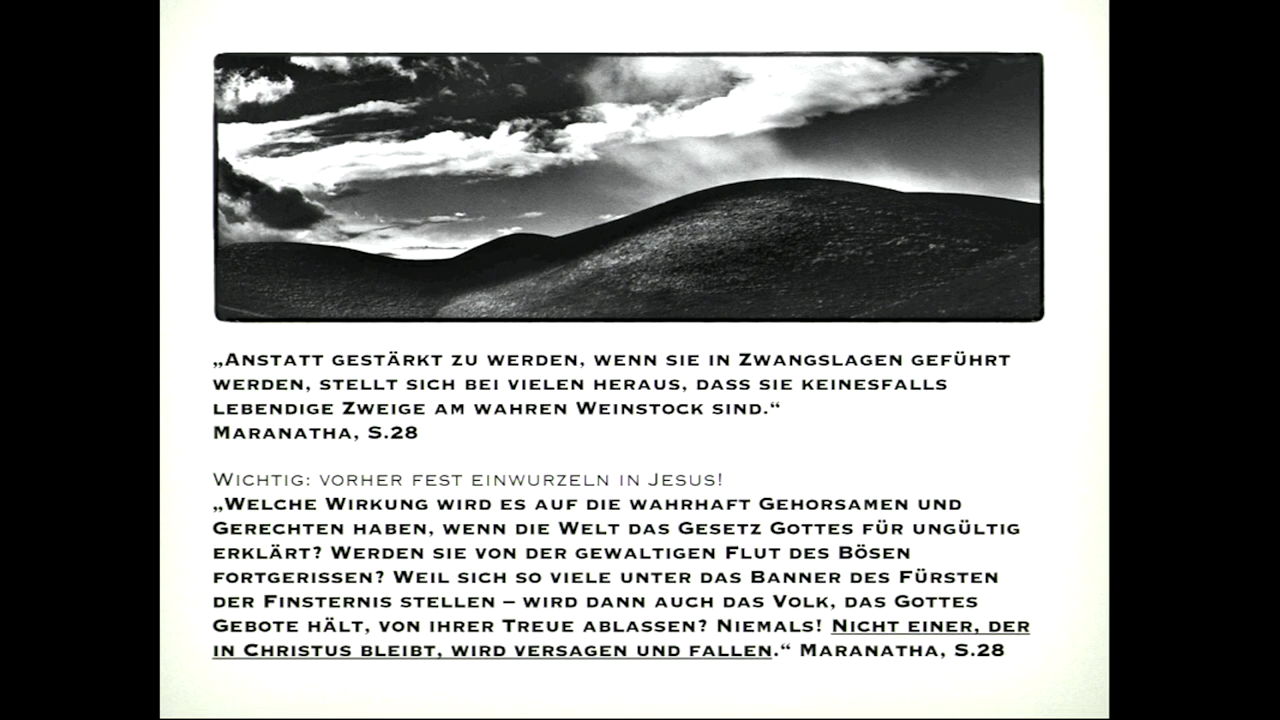 „Anstatt gestärkt zu werden, wenn sie in Zwangslagen geführt
werden, stellt sich bei vielen heraus, dass sie keinesfalls
lebendige Zweige am wahren Weinstock sind.“
Maranatha, S.28
Wichtig: vorher fest einwurzeln in Jesus!
„Welche Wirkung wird es auf die wahrhaft Gehorsamen und
Gerechten haben, wenn die Welt das Gesetz Gottes für ungültig
erklärt? Werden sie von der gewaltigen Flut des Bösen
fortgerissen? Weil sich so viele unter das Banner des Fürsten
der Finsternis stellen – wird dann auch das Volk, das Gottes
Gebote hält, von ihrer Treue ablassen? Niemals! Nicht einer, der
in Christus bleibt, wird versagen und fallen.“ Maranatha, S.28